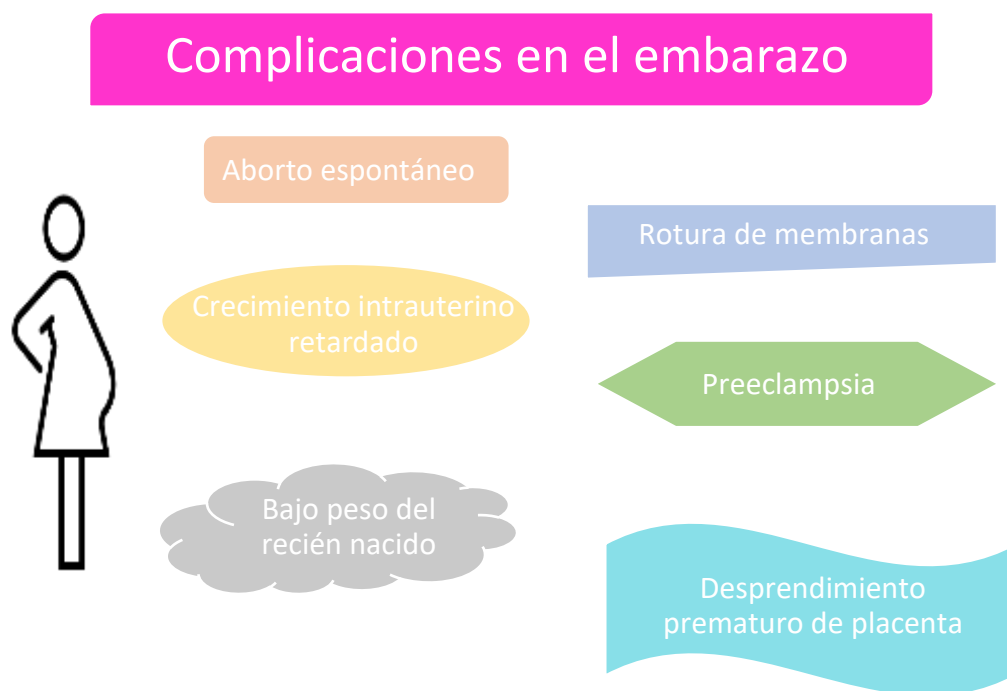 Complicaciones en el embarazo
Aborto espontáneo
Rotura de membranas
Crecimiento intrauterino
retardado
Preeclampsia
Bajo peso del
recién nacido
Desprendimiento
prematuro de placenta